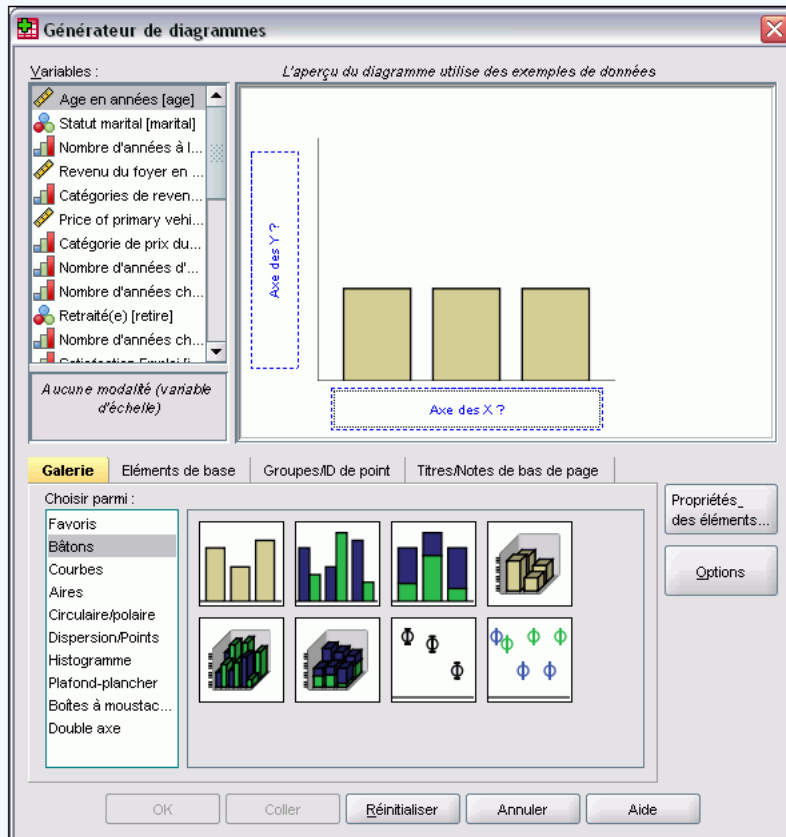 Générateur de diagrammes
Variables :
L'aperçu du diagramme utilise des exemples de données
Age en années [age]
Statut marital [marital]
Nombre d'années à l...
Revenu du foyer en ...
Catégories de reven...
Price of primary vehi...
Catégorie de prix du...
Nombre d'années d'...
Nombre d'années ch...
Retraité(e) [retire]
Nombre d'années ch...
Satisfaction Emploi [j...
Aucune modalité (variable
d'échelle)
Axe des Y ?
Axe des X ?
Galerie
Eléments de base
Groupes/ID de point
Titres/Notes de bas de page
Choisir parmi :
Favoris
Bâtons
Courbes
Aires
Circulaire/polaire
Dispersion/Points
Histogramme
Plafond-plancher
Boîtes à moustac...
Double axe
Propriétés_
des éléments...
Options
OK
Coller
Réinitialiser
Annuler
Aide